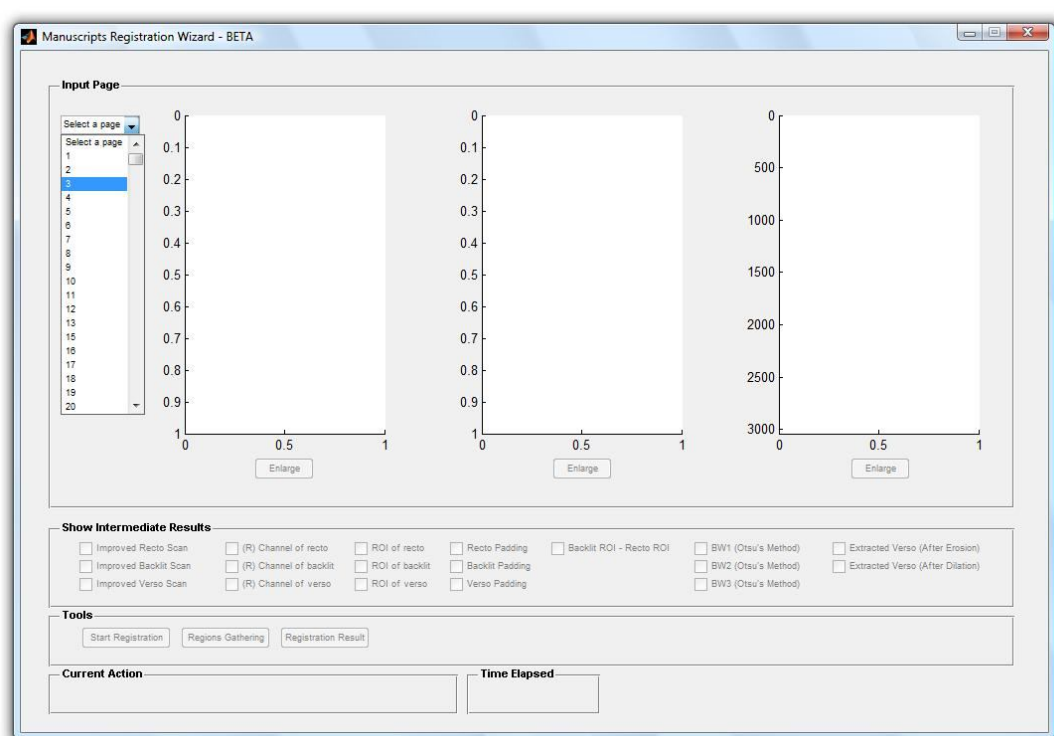 Manuscripts Registration Wizard - BETA
Input Page
Select a page
Select a page
1
2
3
4
5
6
7
8
9
10
11
12
13
15
16
17
18
19
20
0
0.1
0.2
0.3
0.4
0.5
0.6
0.7
0.8
0.9
1
0 0.5 1
Enlarge
0
0.1
0.2
0.3
0.4
0.5
0.6
0.7
0.8
0.9
1
0 0.5 1
Enlarge
0
500
1000
1500
2000
2500
3000
0 0.5 1
Enlarge
Show Intermediate Results
Improved Recto Scan (R) Channel of recto ROI of recto Recto Padding Backlit ROI - Recto ROI BW1 (Otsu's Method) Extracted Verso (After Erosion)
Improved Backlit Scan (R) Channel of backlit ROI of backlit Backlit Padding BW2 (Otsu's Method) Extracted Verso (After Dilation)
Improved Verso Scan (R) Channel of verso ROI of verso Verso Padding BW3 (Otsu's Method)
Tools
Start Registration Regions Gathering Registration Result
Current Action Time Elapsed